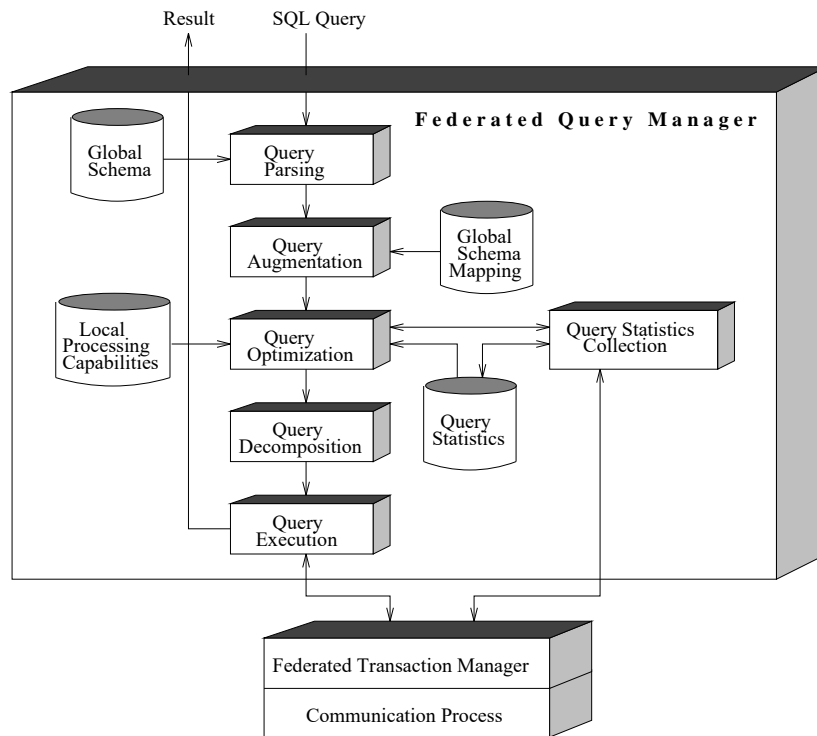 Result
SQL Query
Federated Query Manager
Global
Schema
Query
Parsing
Query
Augmentation
Global
Schema
Mapping
Local
Processing
Capabilities
Query
Optimization
Query Statistics
Collection
Query
Statistics
Query
Decomposition
Query
Execution
Federated Transaction Manager
Communication Process